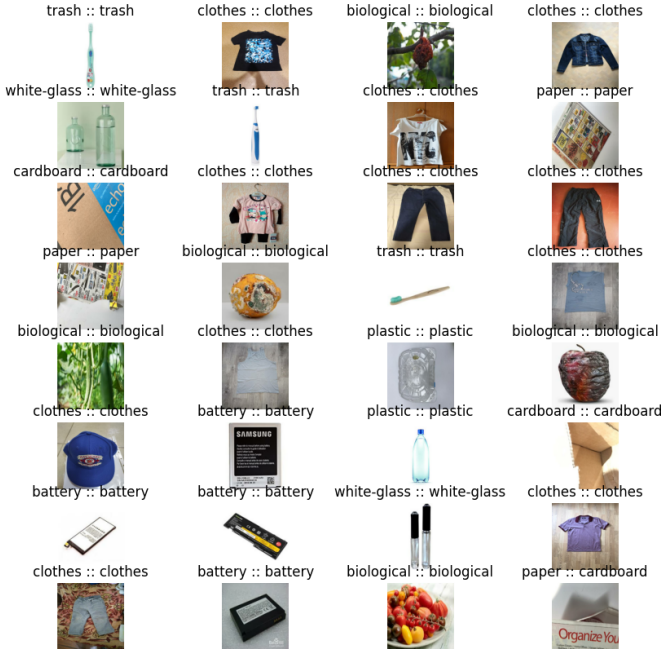 trash :: trash
clothes :: clothes
biological :: biological
clothes :: clothes
white-glass :: white-glass
trash :: trash
clothes :: clothes
paper :: paper
cardboard :: cardboard
clothes :: clothes
clothes :: clothes
clothes :: clothes
echo
paper :: paper
biological :: biological
trash :: trash
clothes :: clothes
biological :: biological
clothes :: clothes
plastic :: plastic
biological :: biological
clothes :: clothes
battery :: battery
plastic :: plastic
cardboard :: cardboard
SAMSUNG
battery :: battery
battery :: battery
white-glass :: white-glass
clothes :: clothes
clothes :: clothes
battery :: battery
biological :: biological
paper :: cardboard
Organize You